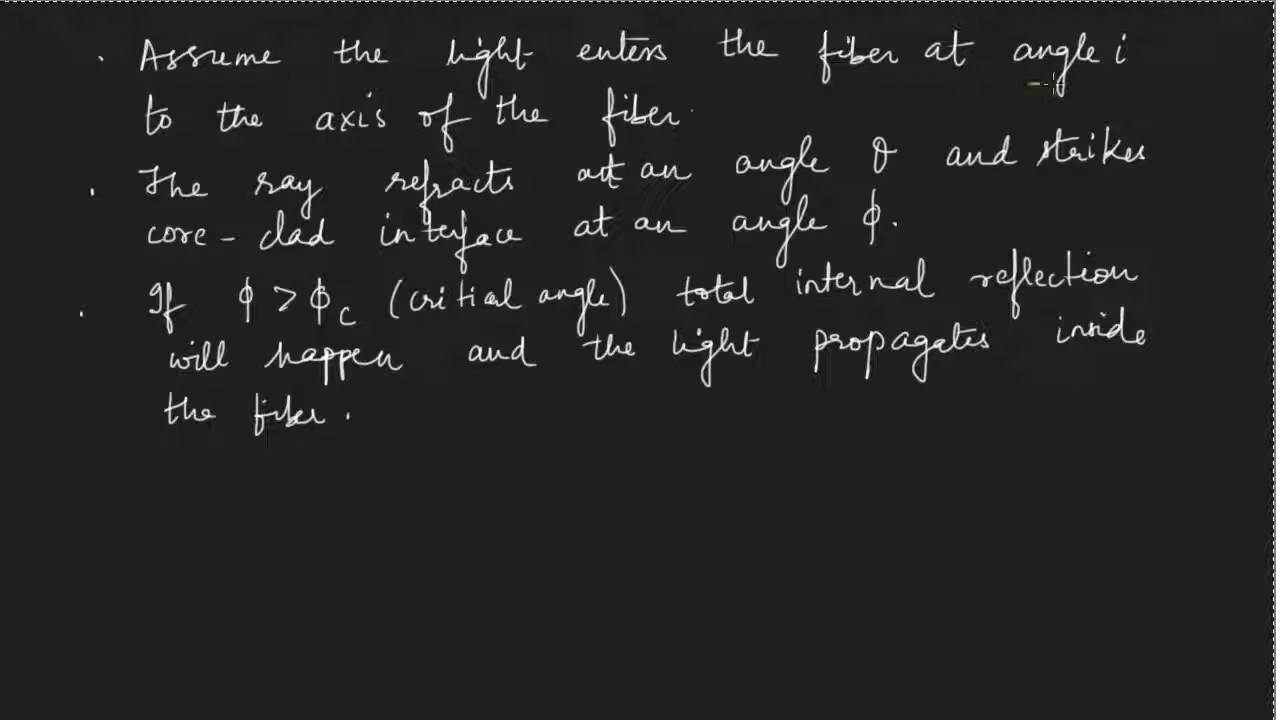 . Assume the light enters the fiber at angle i
to the axis of the fiber.
. The ray refracts at an angle θ and strikes
core - clad interface at an angle ϕ.
. If ϕ > ϕc (critial angle) total internal reflection
will happen and the light propagates inside
the fiber.